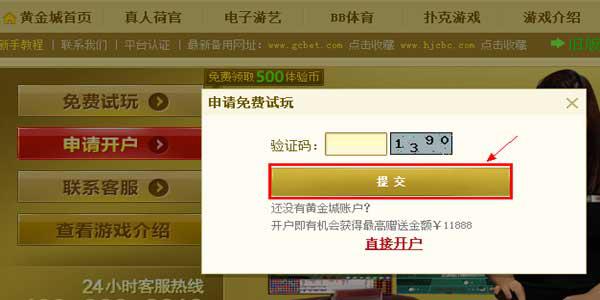 黄金城首页 真人荷官 电子游艺 BB体育 扑克游戏 游戏介绍
新手教程 | 联系我们 | 平台认证 | 最新备用网址：www.gcbet.com 点击收藏 www.hjcbc.com 点击收藏 旧版
免费领取500体验币
免费试玩
申请开户
联系客服
查看游戏介绍
24小时客服热线
申请免费试玩
验证码： 1390
提 交
还没有黄金城账户？
开户即有机会获得最高赠送金额￥11888
直接开户